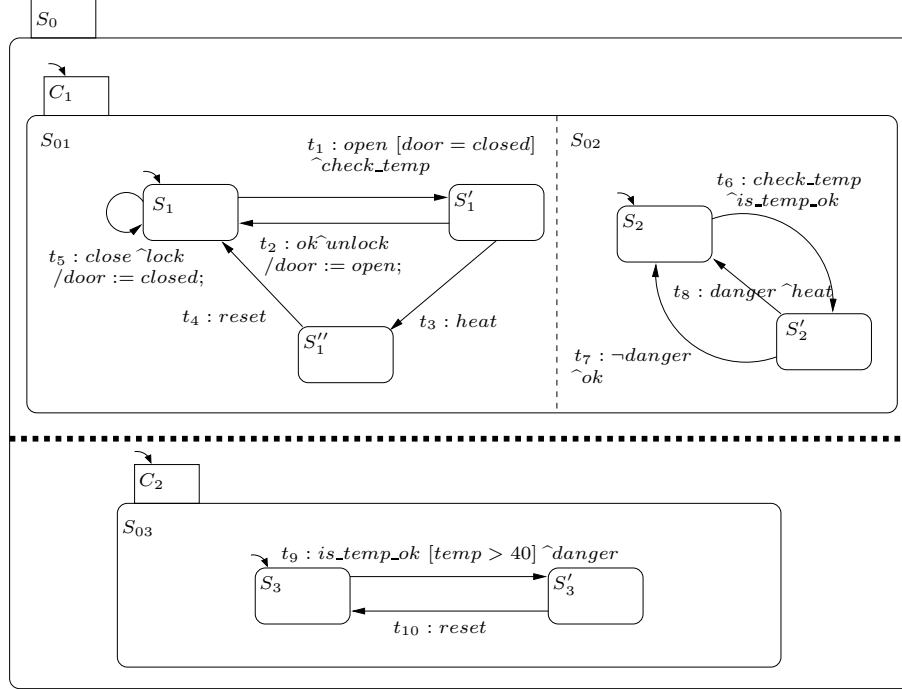 S₀
C₁
S₀₁
t₁ : open [door = closed]
^check_temp
S₀₂
S₁
S′₁
t₆ : check_temp
^is_temp_ok
S₂
t₂ : ok^unlock
/door := open;
t₅ : close ^lock
/door := closed;
t₈ : danger ^heat
t₄ : reset
t₃ : heat
S″₁
S′₂
t₇ : ¬danger
^ok
C₂
S₀₃
t₉ : is_temp_ok [temp > 40] ^danger
S₃
S′₃
t₁₀ : reset